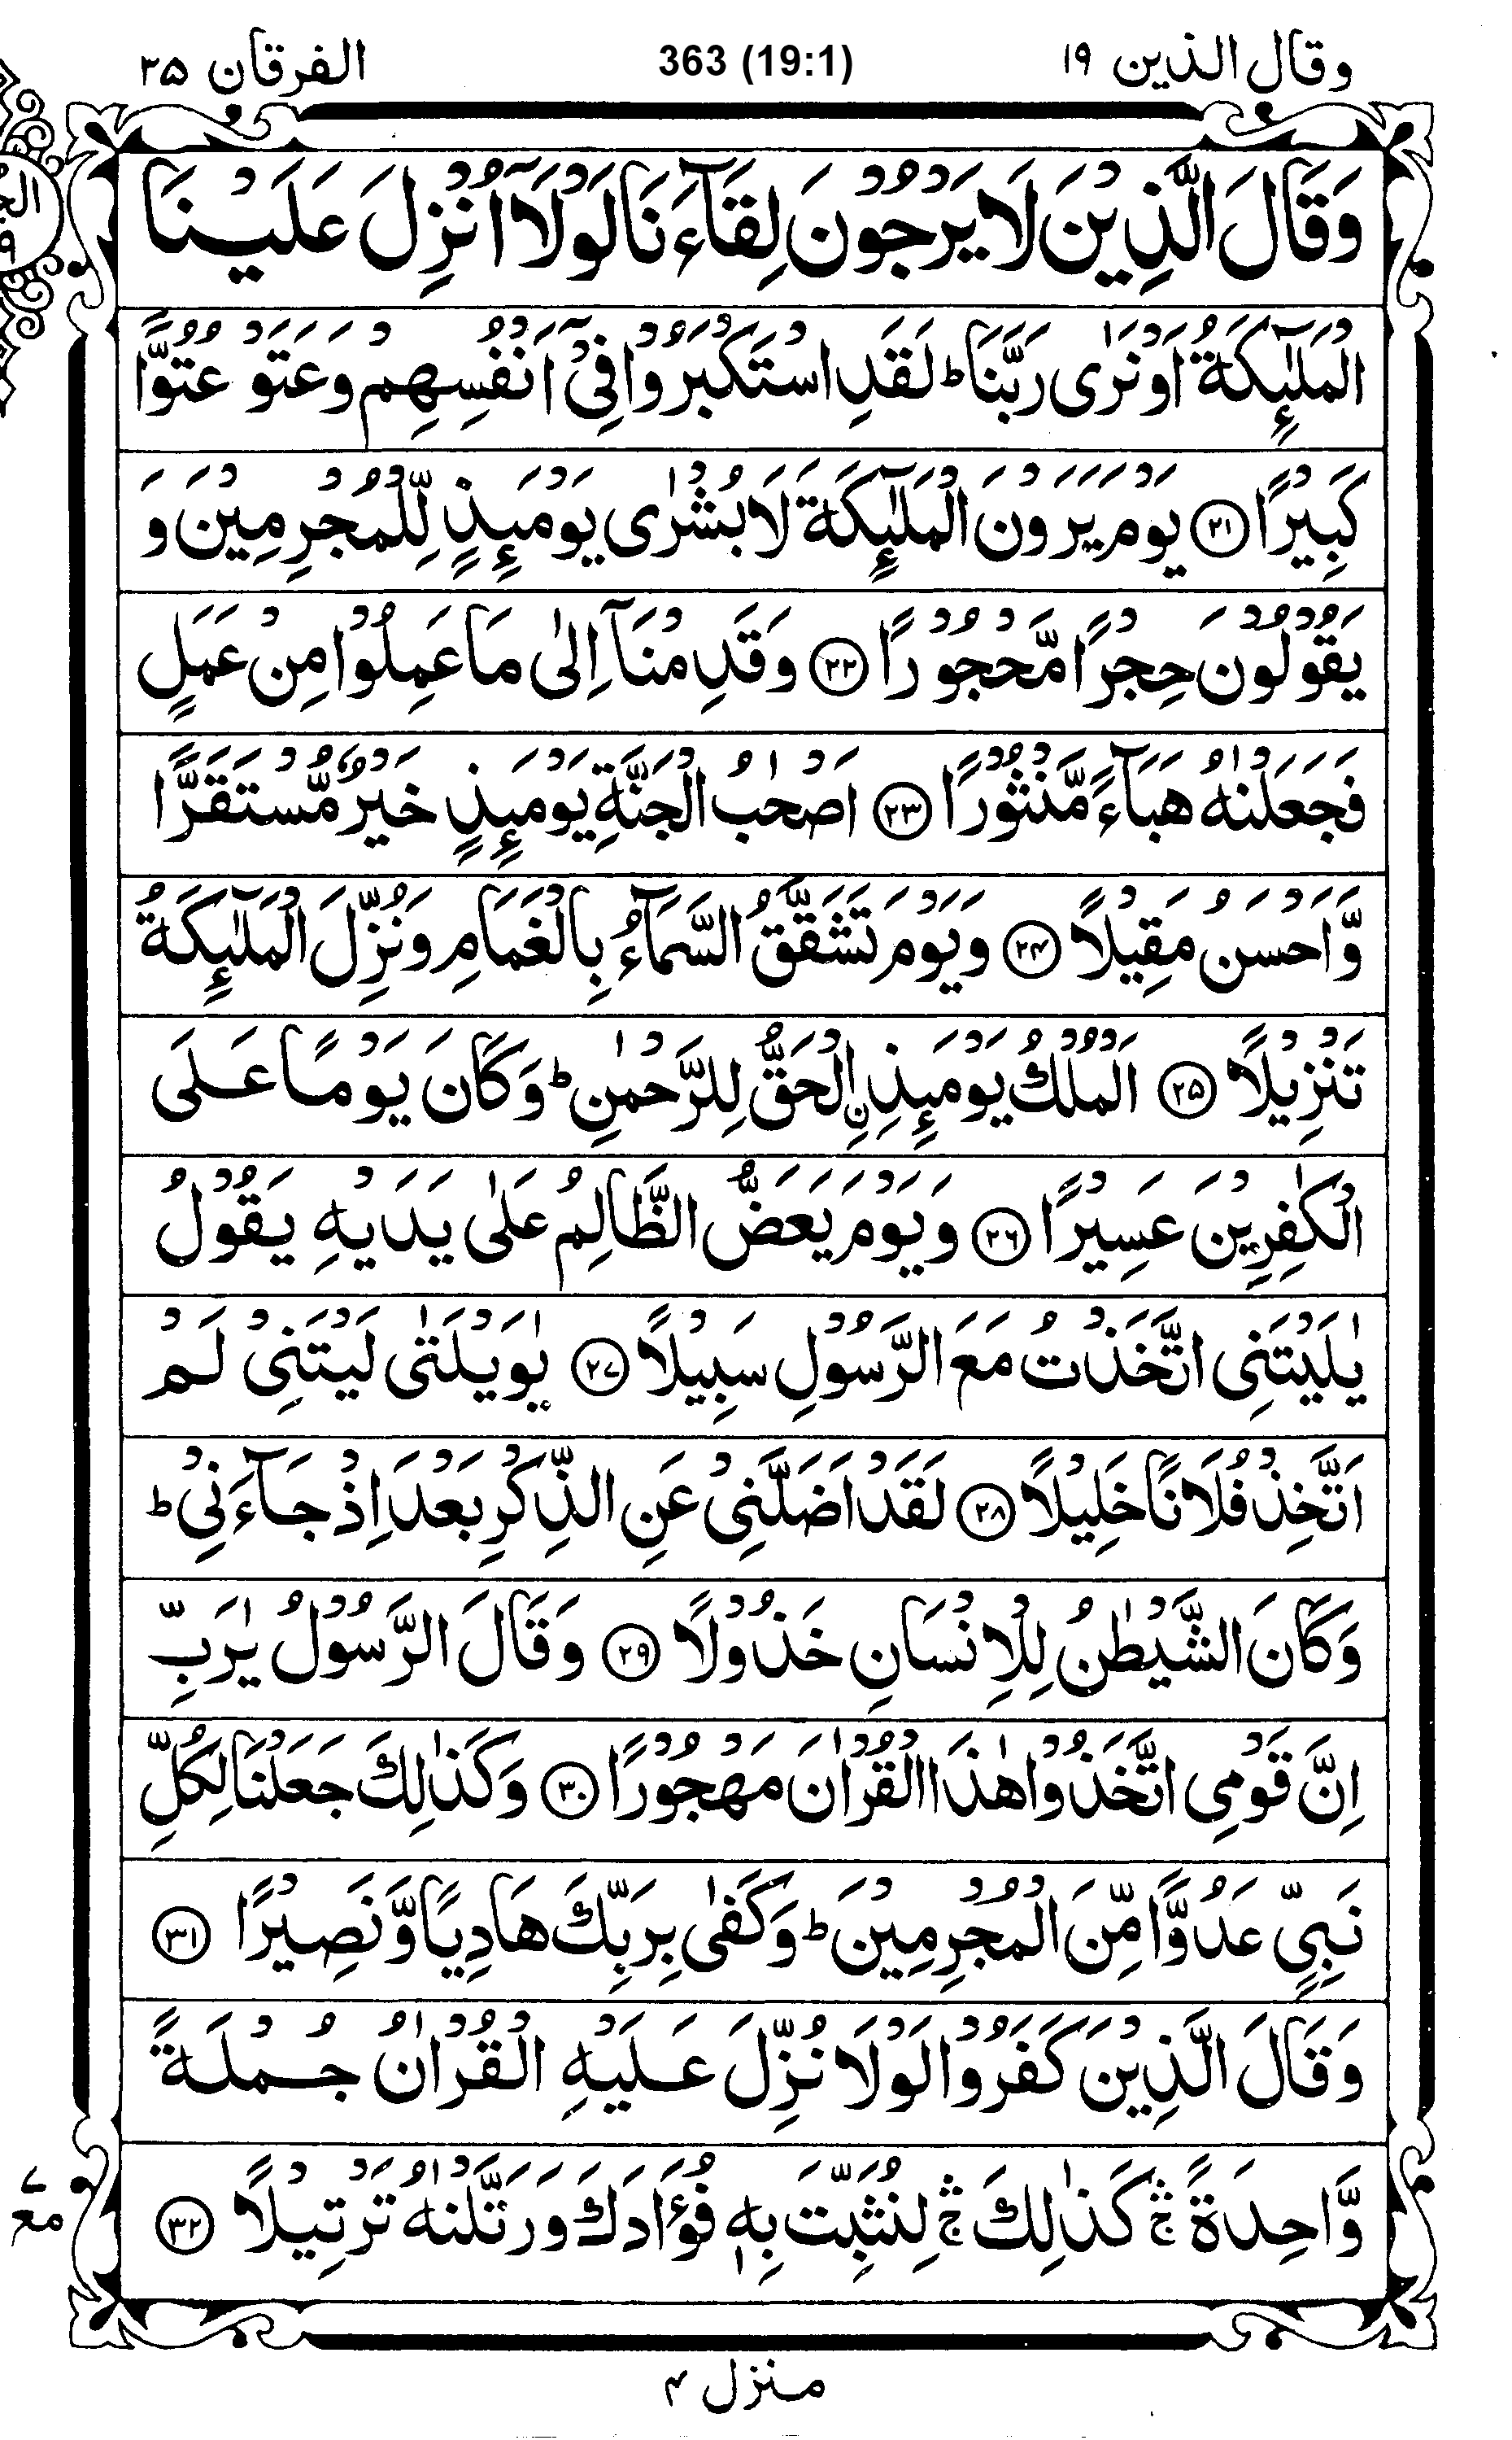 وقال الذين ١٩ 363 (19:1) الفرقان ٢٥
وَقَالَ الَّذِيْنَ لَا يَرْجُوْنَ لِقَآءَنَا لَوْلَاۤ اُنْزِلَ عَلَيْنَا
الْمَلٰٓئِكَةُ اَوْ نَرٰى رَبَّنَا ؕ لَقَدِ اسْتَكْبَرُوْا فِيْۤ اَنْفُسِهِمْ وَعَتَوْ عُتُوًّا
كَبِيْرًا ۝٢١ يَوْمَ يَرَوْنَ الْمَلٰٓئِكَةَ لَا بُشْرٰى يَوْمَئِذٍ لِّلْمُجْرِمِيْنَ وَ
يَقُوْلُوْنَ حِجْرًا مَّحْجُوْرًا ۝٢٢ وَقَدِمْنَاۤ اِلٰى مَا عَمِلُوْا مِنْ عَمَلٍ
فَجَعَلْنٰهُ هَبَآءً مَّنْثُوْرًا ۝٢٣ اَصْحٰبُ الْجَنَّةِ يَوْمَئِذٍ خَيْرٌ مُّسْتَقَرًّا
وَّاَحْسَنُ مَقِيْلًا ۝٢٤ وَيَوْمَ تَشَقَّقُ السَّمَآءُ بِالْغَمَامِ وَنُزِّلَ الْمَلٰٓئِكَةُ
تَنْزِيْلًا ۝٢٥ اَلْمُلْكُ يَوْمَئِذِ ِ۟الْحَقُّ لِلرَّحْمٰنِ ؕ وَكَانَ يَوْمًا عَلَى
الْكٰفِرِيْنَ عَسِيْرًا ۝٢٦ وَيَوْمَ يَعَضُّ الظَّالِمُ عَلٰى يَدَيْهِ يَقُوْلُ
يٰلَيْتَنِى اتَّخَذْتُ مَعَ الرَّسُوْلِ سَبِيْلًا ۝٢٧ يٰوَيْلَتٰى لَيْتَنِيْ لَمْ
اَتَّخِذْ فُلَانًا خَلِيْلًا ۝٢٨ لَقَدْ اَضَلَّنِيْ عَنِ الذِّكْرِ بَعْدَ اِذْ جَآءَنِيْ ؕ
وَكَانَ الشَّيْطٰنُ لِلْاِنْسَانِ خَذُوْلًا ۝٢٩ وَقَالَ الرَّسُوْلُ يٰرَبِّ
اِنَّ قَوْمِى اتَّخَذُوْا هٰذَا الْقُرْاٰنَ مَهْجُوْرًا ۝٣٠ وَكَذٰلِكَ جَعَلْنَا لِكُلِّ
نَبِيٍّ عَدُوًّا مِّنَ الْمُجْرِمِيْنَ ؕ وَكَفٰى بِرَبِّكَ هَادِيًا وَّنَصِيْرًا ۝٣١
وَقَالَ الَّذِيْنَ كَفَرُوْا لَوْلَا نُزِّلَ عَلَيْهِ الْقُرْاٰنُ جُمْلَةً
وَّاحِدَةً ۛۚ كَذٰلِكَ ۛۚ لِنُثَبِّتَ بِهٖ فُؤَادَكَ وَرَتَّلْنٰهُ تَرْتِيْلًا ۝٣٢
مع
منزل ٤